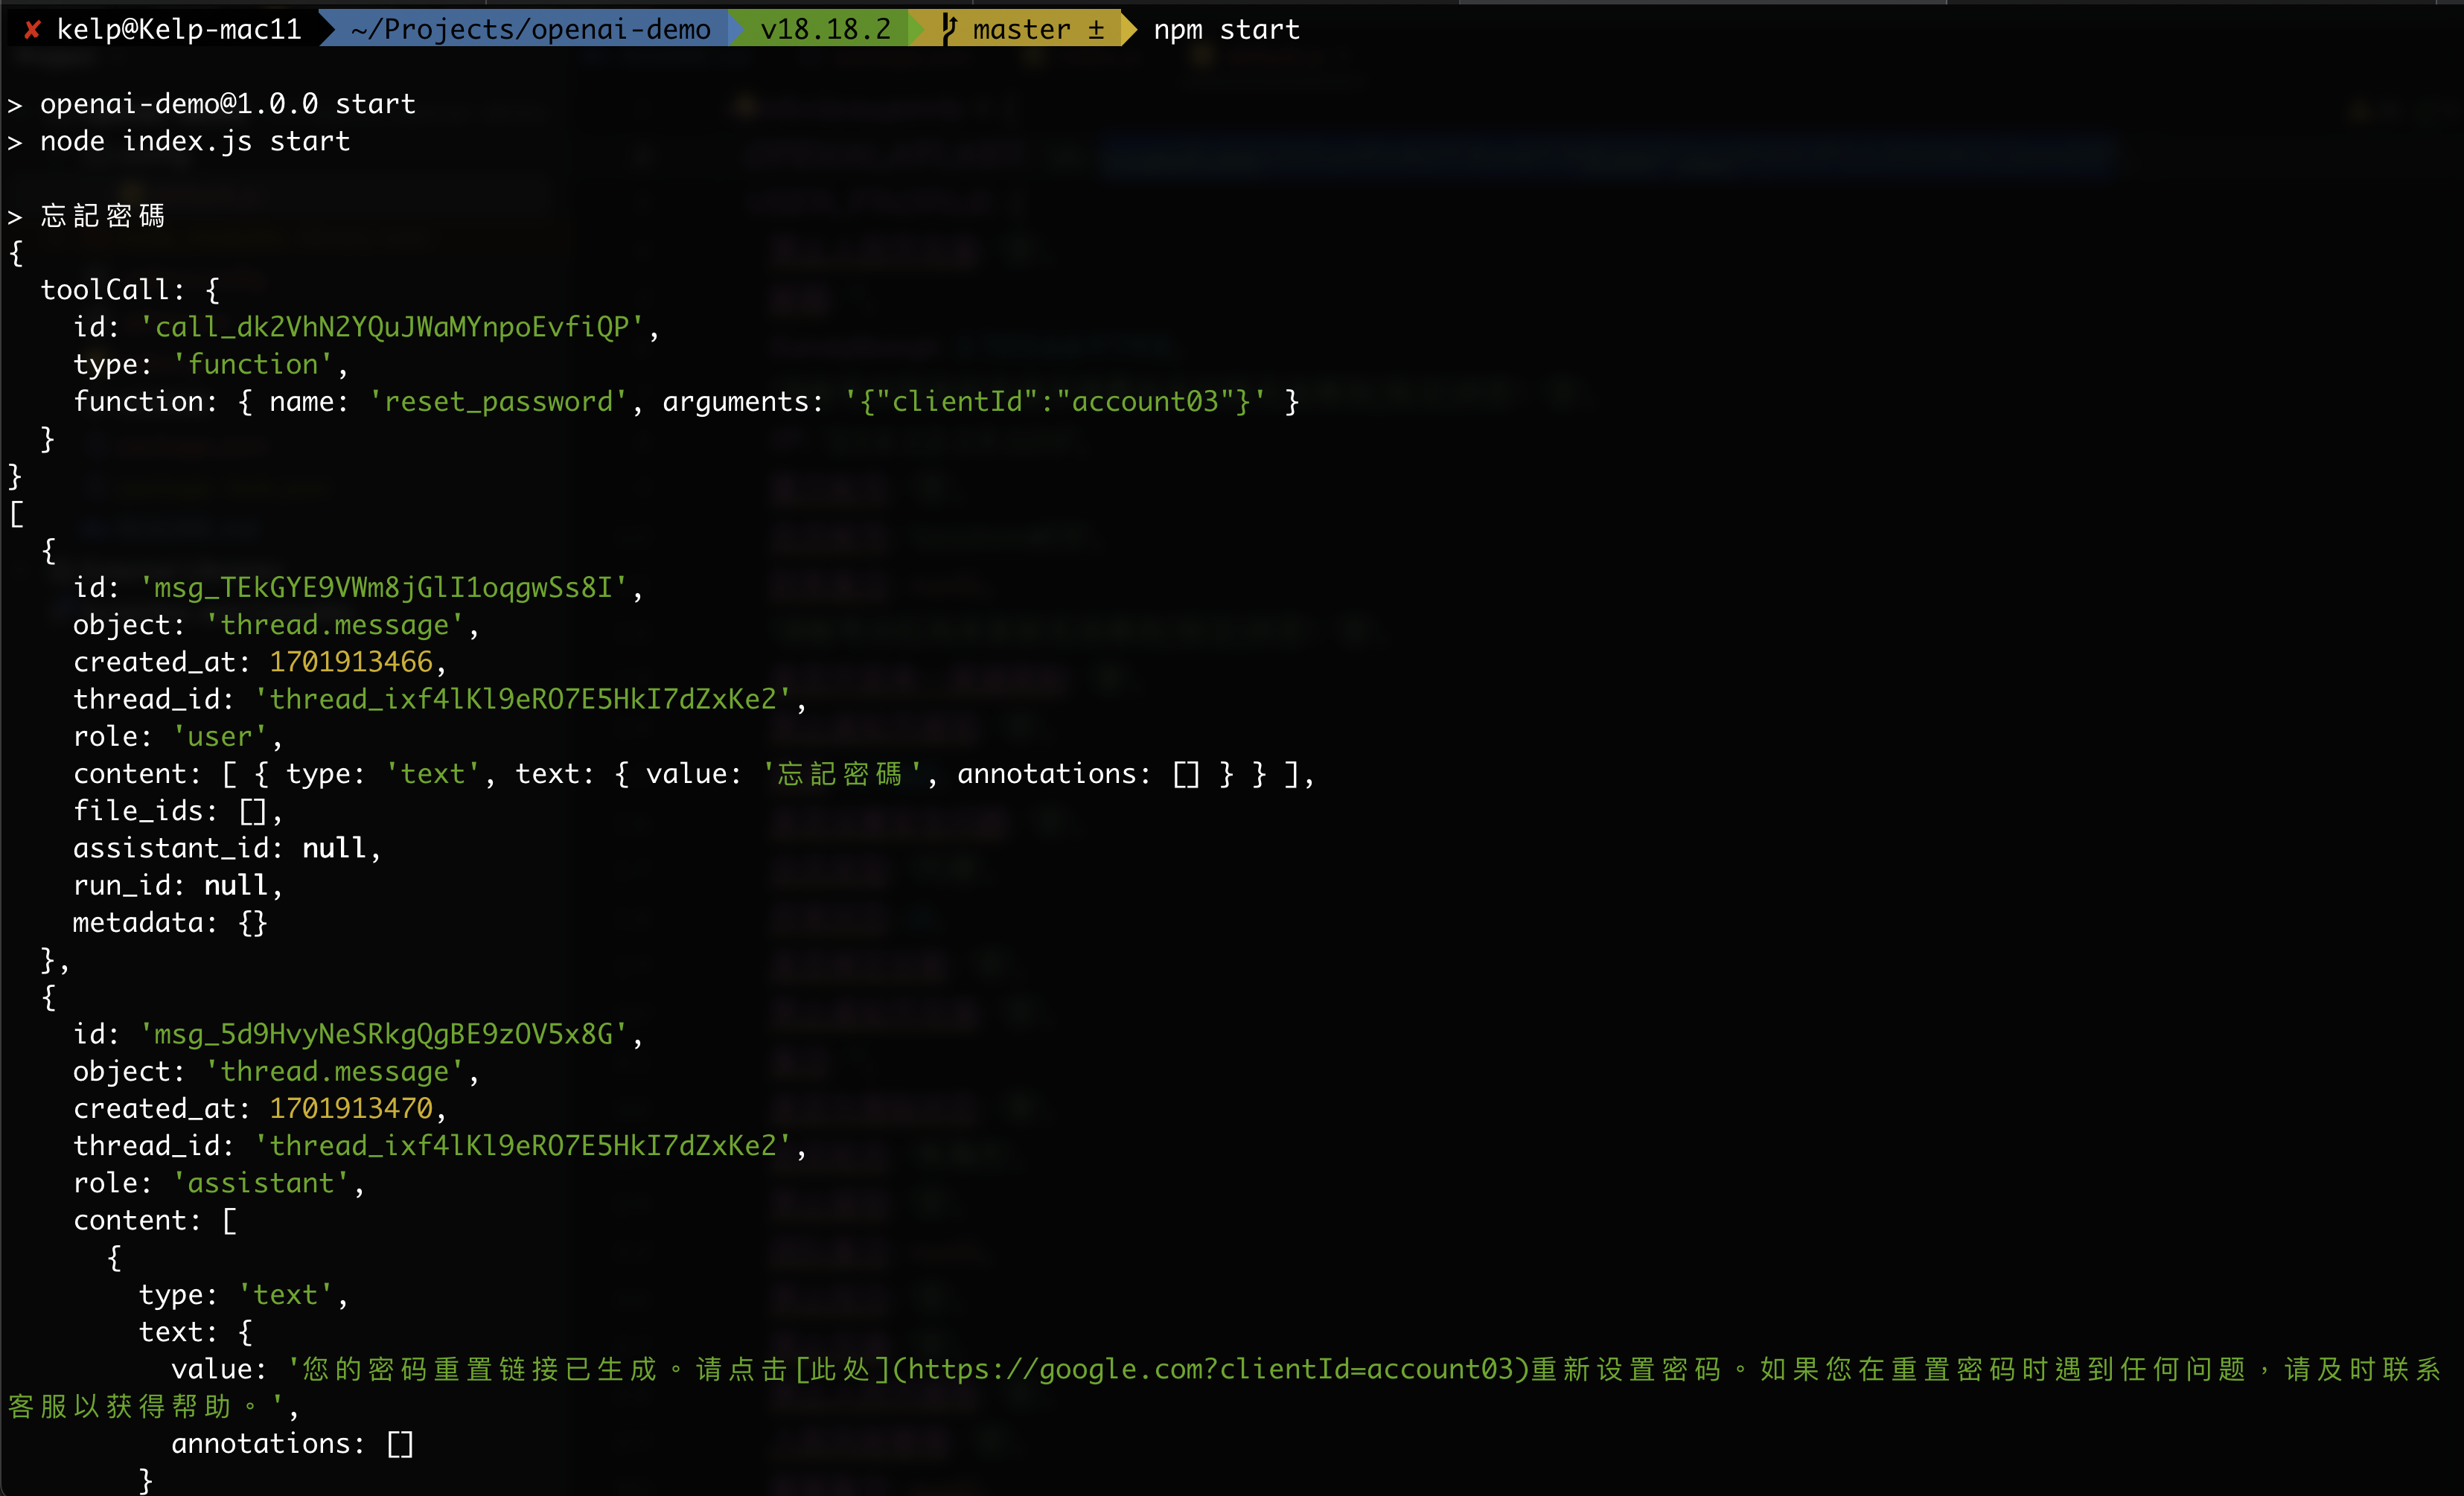 ✘ kelp@Kelp-mac11 ~/Projects/openai-demo v18.18.2 master ± npm start
> openai-demo@1.0.0 start
> node index.js start
> 忘記密碼
{
  toolCall: {
    id: 'call_dk2VhN2YQuJWaMYnpoEvfiQP',
    type: 'function',
    function: { name: 'reset_password', arguments: '{"clientId":"account03"}' }
  }
}
[
  {
    id: 'msg_TEkGYE9VWm8jGlI1oqgwSs8I',
    object: 'thread.message',
    created_at: 1701913466,
    thread_id: 'thread_ixf4lKl9eRO7E5HkI7dZxKe2',
    role: 'user',
    content: [ { type: 'text', text: { value: '忘記密碼', annotations: [] } } ],
    file_ids: [],
    assistant_id: null,
    run_id: null,
    metadata: {}
  },
  {
    id: 'msg_5d9HvyNeSRkgQgBE9zOV5x8G',
    object: 'thread.message',
    created_at: 1701913470,
    thread_id: 'thread_ixf4lKl9eRO7E5HkI7dZxKe2',
    role: 'assistant',
    content: [
      {
        type: 'text',
        text: {
          value: '您的密码重置链接已生成。请点击[此处](https://google.com?clientId=account03)重新设置密码。如果您在重置密码时遇到任何问题，请及时联系
客服以获得帮助。',
          annotations: []
        }